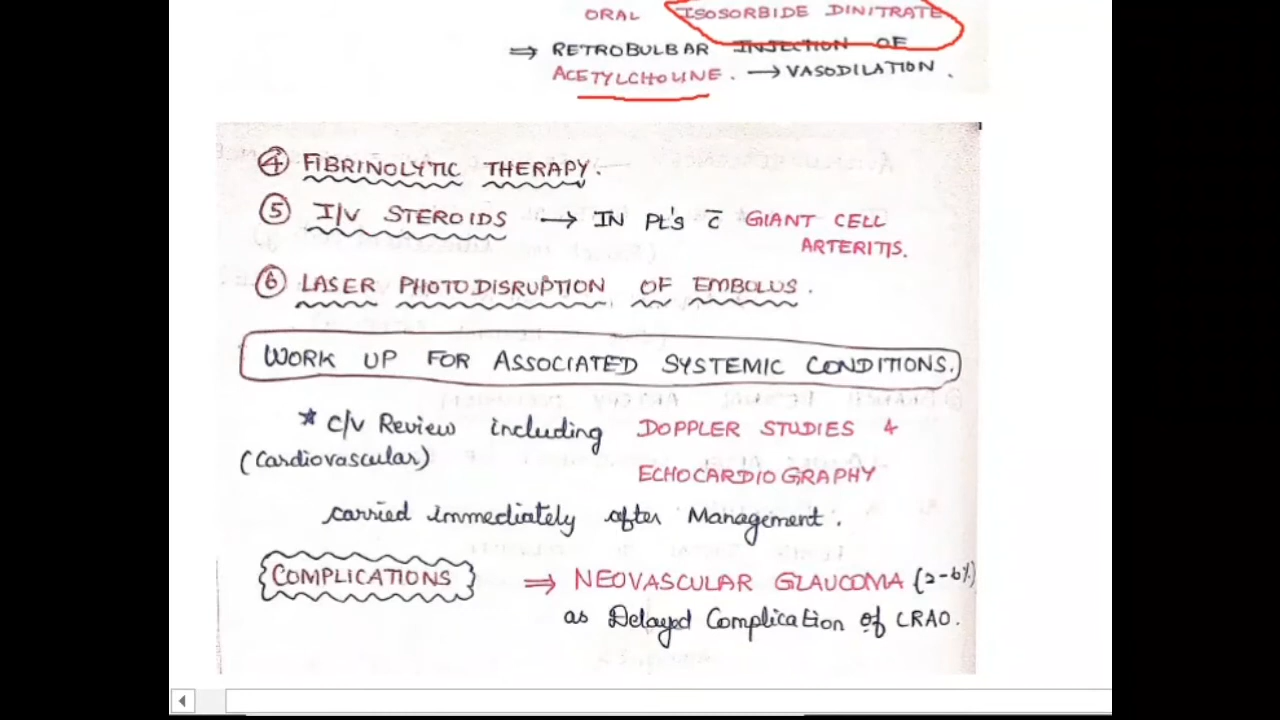 ORAL ISOSORBIDE DINITRATE
⇒ RETROBULBAR INJECTION OF
ACETYLCHOLINE. → VASODILATION.
④ FIBRINOLYTIC THERAPY.
⑤ I/V STEROIDS → IN Pt's c̄ GIANT CELL
ARTERITIS.
⑥ LASER PHOTODISRUPTION OF EMBOLUS.
WORK UP FOR ASSOCIATED SYSTEMIC CONDITIONS.
* C/V Review including DOPPLER STUDIES &
(Cardiovascular) ECHOCARDIOGRAPHY
carried immediately after Management.
COMPLICATIONS ⇒ NEOVASCULAR GLAUCOMA (2-6%)
as Delayed Complication of CRAO.